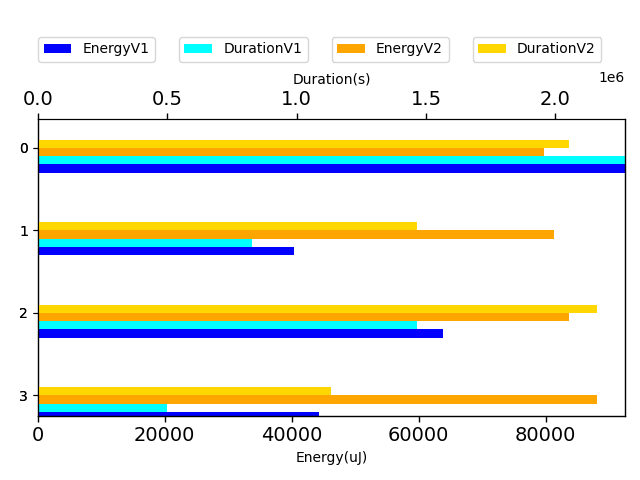 EnergyV1 DurationV1 EnergyV2 DurationV2
Duration(s)
1e6
0.0 0.5 1.0 1.5 2.0
0
1
2
3
0 20000 40000 60000 80000
Energy(uJ)